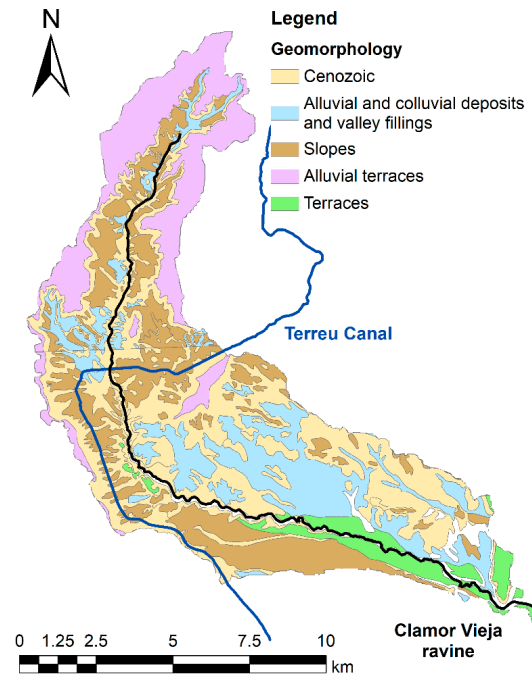 N
Legend
Geomorphology
Cenozoic
Alluvial and colluvial deposits
and valley fillings
Slopes
Alluvial terraces
Terraces
Terreu Canal
Clamor Vieja
ravine
0 1.25 2.5 5 7.5 10
km